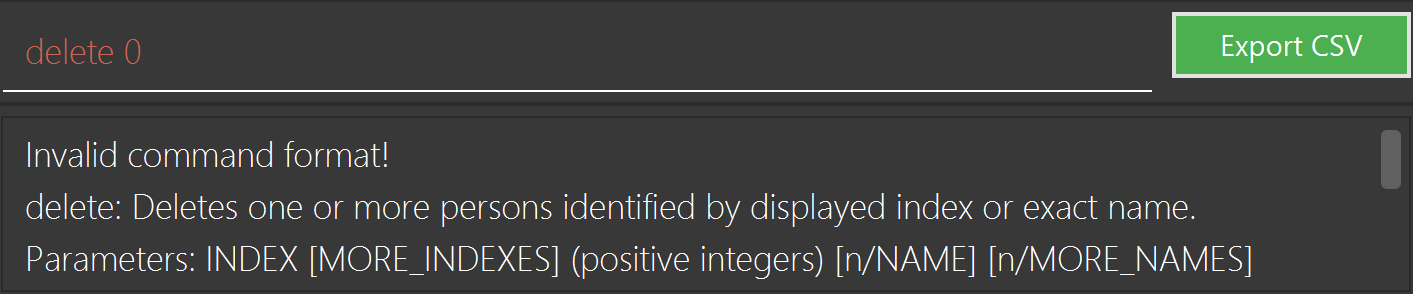 delete 0
Export CSV
Invalid command format!
delete: Deletes one or more persons identified by displayed index or exact name.
Parameters: INDEX [MORE_INDEXES] (positive integers) [n/NAME] [n/MORE_NAMES]